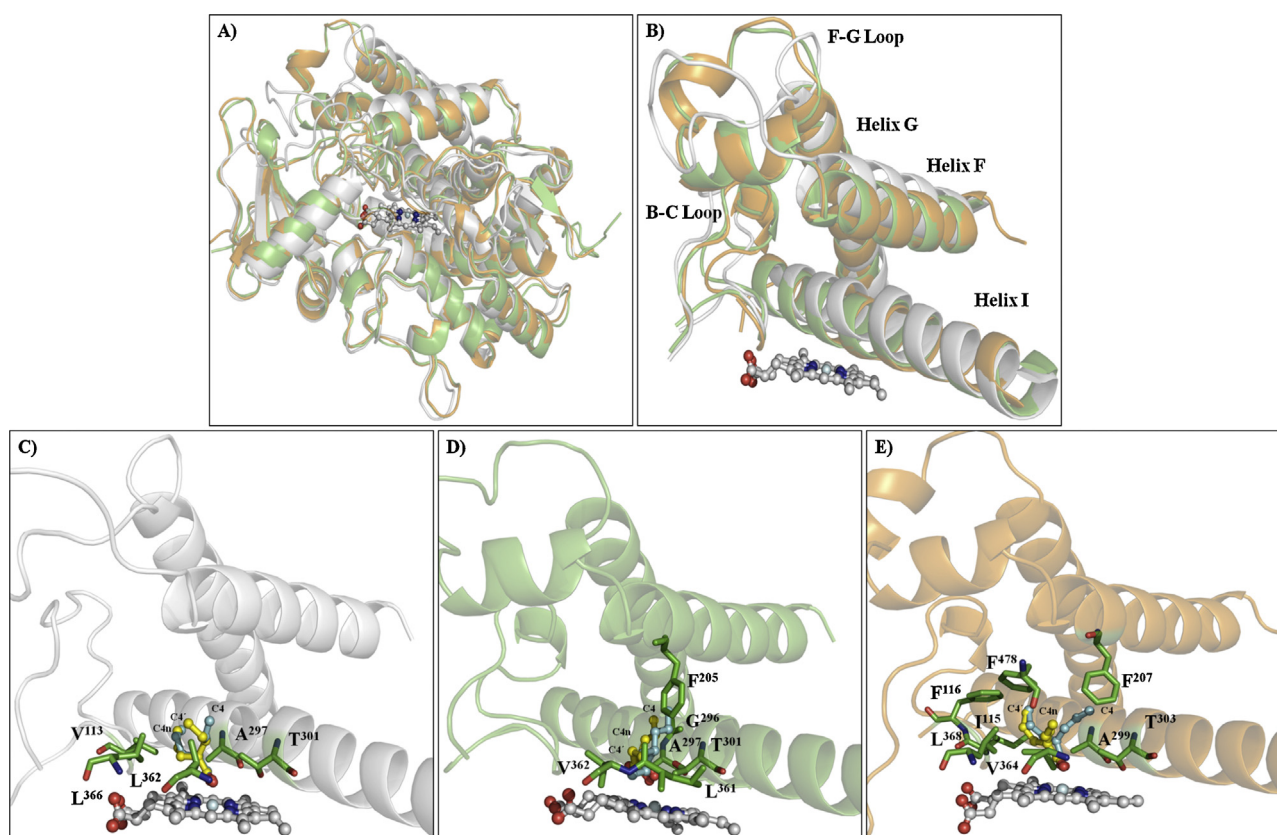 A)
B)
F-G Loop
Helix G
Helix F
B-C Loop
Helix I
C)
C4´
C4
C4n
V113
A297
T301
L362
L366
D)
F205
C4
G296
C4n
C4´
A297
T301
V362
L361
E)
F478
F207
F116
C4´
C4n
C4
I115
T303
L368
A299
V364